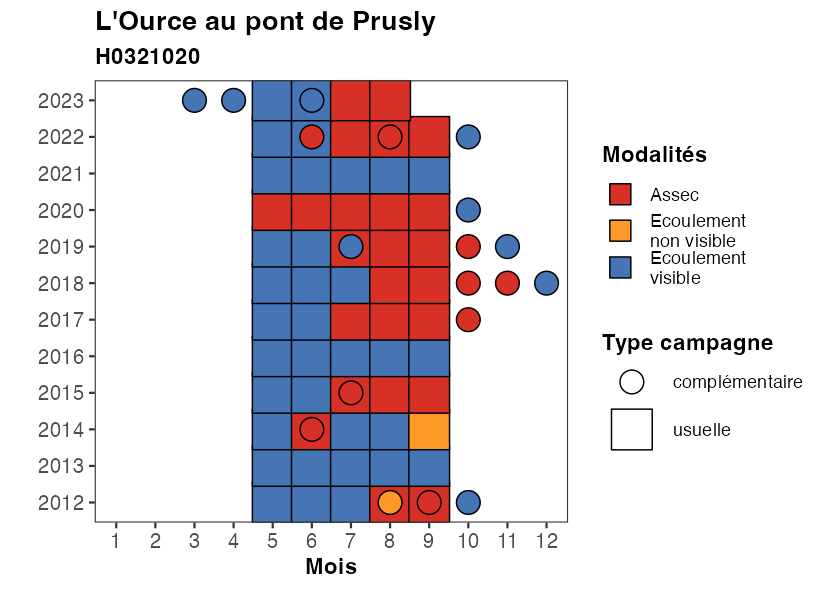 L'Ource au pont de Prusly
H0321020
2023
2022
2021
2020
2019
2018
2017
2016
2015
2014
2013
2012
1 2 3 4 5 6 7 8 9 10 11 12
Mois
Modalités
Assec
Ecoulement
non visible
Ecoulement
visible
Type campagne
complémentaire
usuelle